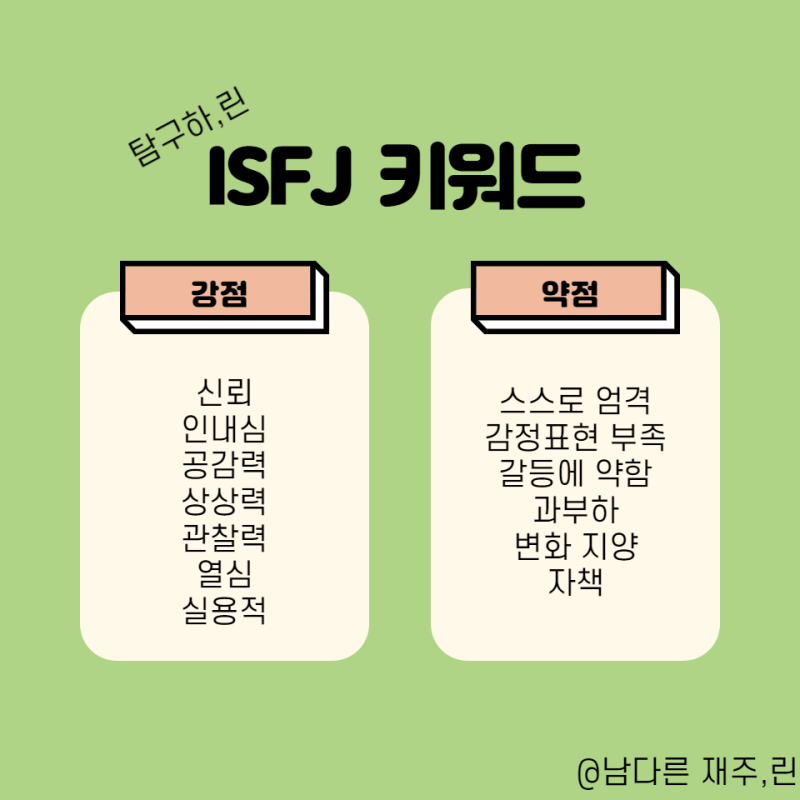 탐구하,린
ISFJ 키워드
강점
신뢰
인내심
공감력
상상력
관찰력
열심
실용적
약점
스스로 엄격
감정표현 부족
갈등에 약함
과부하
변화 지양
자책
@남다른 재주,린